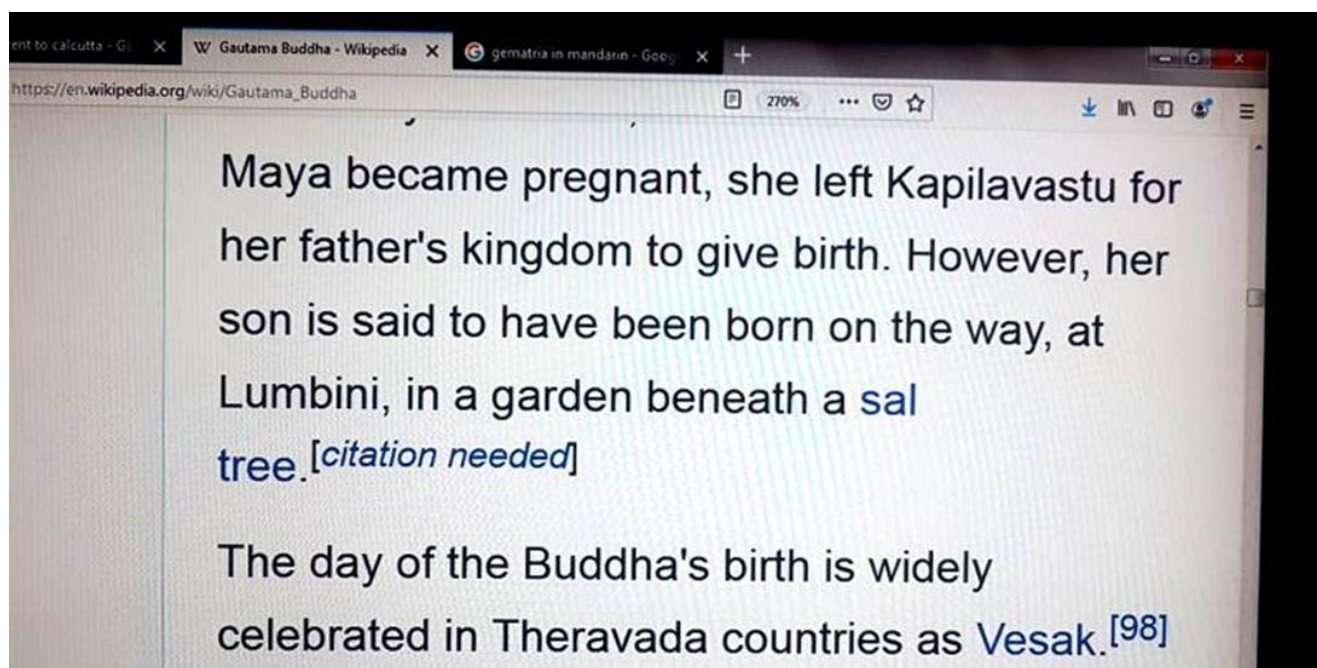 ent to calcutta - G
W Gautama Buddha - Wikipedia
G gematria in mandarin - Goog
https://en.wikipedia.org/wiki/Gautama_Buddha
270%
Maya became pregnant, she left Kapilavastu for
her father's kingdom to give birth. However, her
son is said to have been born on the way, at
Lumbini, in a garden beneath a sal
tree.[citation needed]
The day of the Buddha's birth is widely
celebrated in Theravada countries as Vesak.[98]